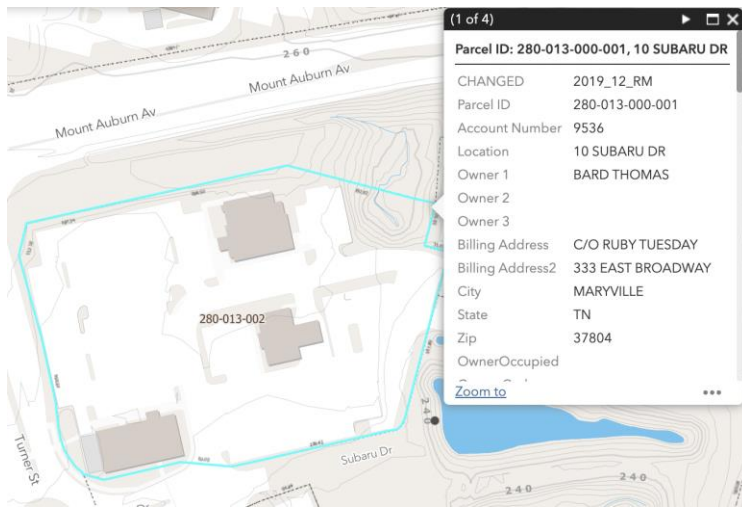 (1 of 4)
Parcel ID: 280-013-000-001, 10 SUBARU DR
CHANGED 2019_12_RM
Parcel ID 280-013-000-001
Account Number 9536
Location 10 SUBARU DR
Owner 1 BARD THOMAS
Owner 2
Owner 3
Billing Address C/O RUBY TUESDAY
Billing Address2 333 EAST BROADWAY
City MARYVILLE
State TN
Zip 37804
OwnerOccupied
Zoom to
260
Mount Auburn Av
Mount Auburn Av
280-013-002
240
Turner St
Subaru Dr
240
240